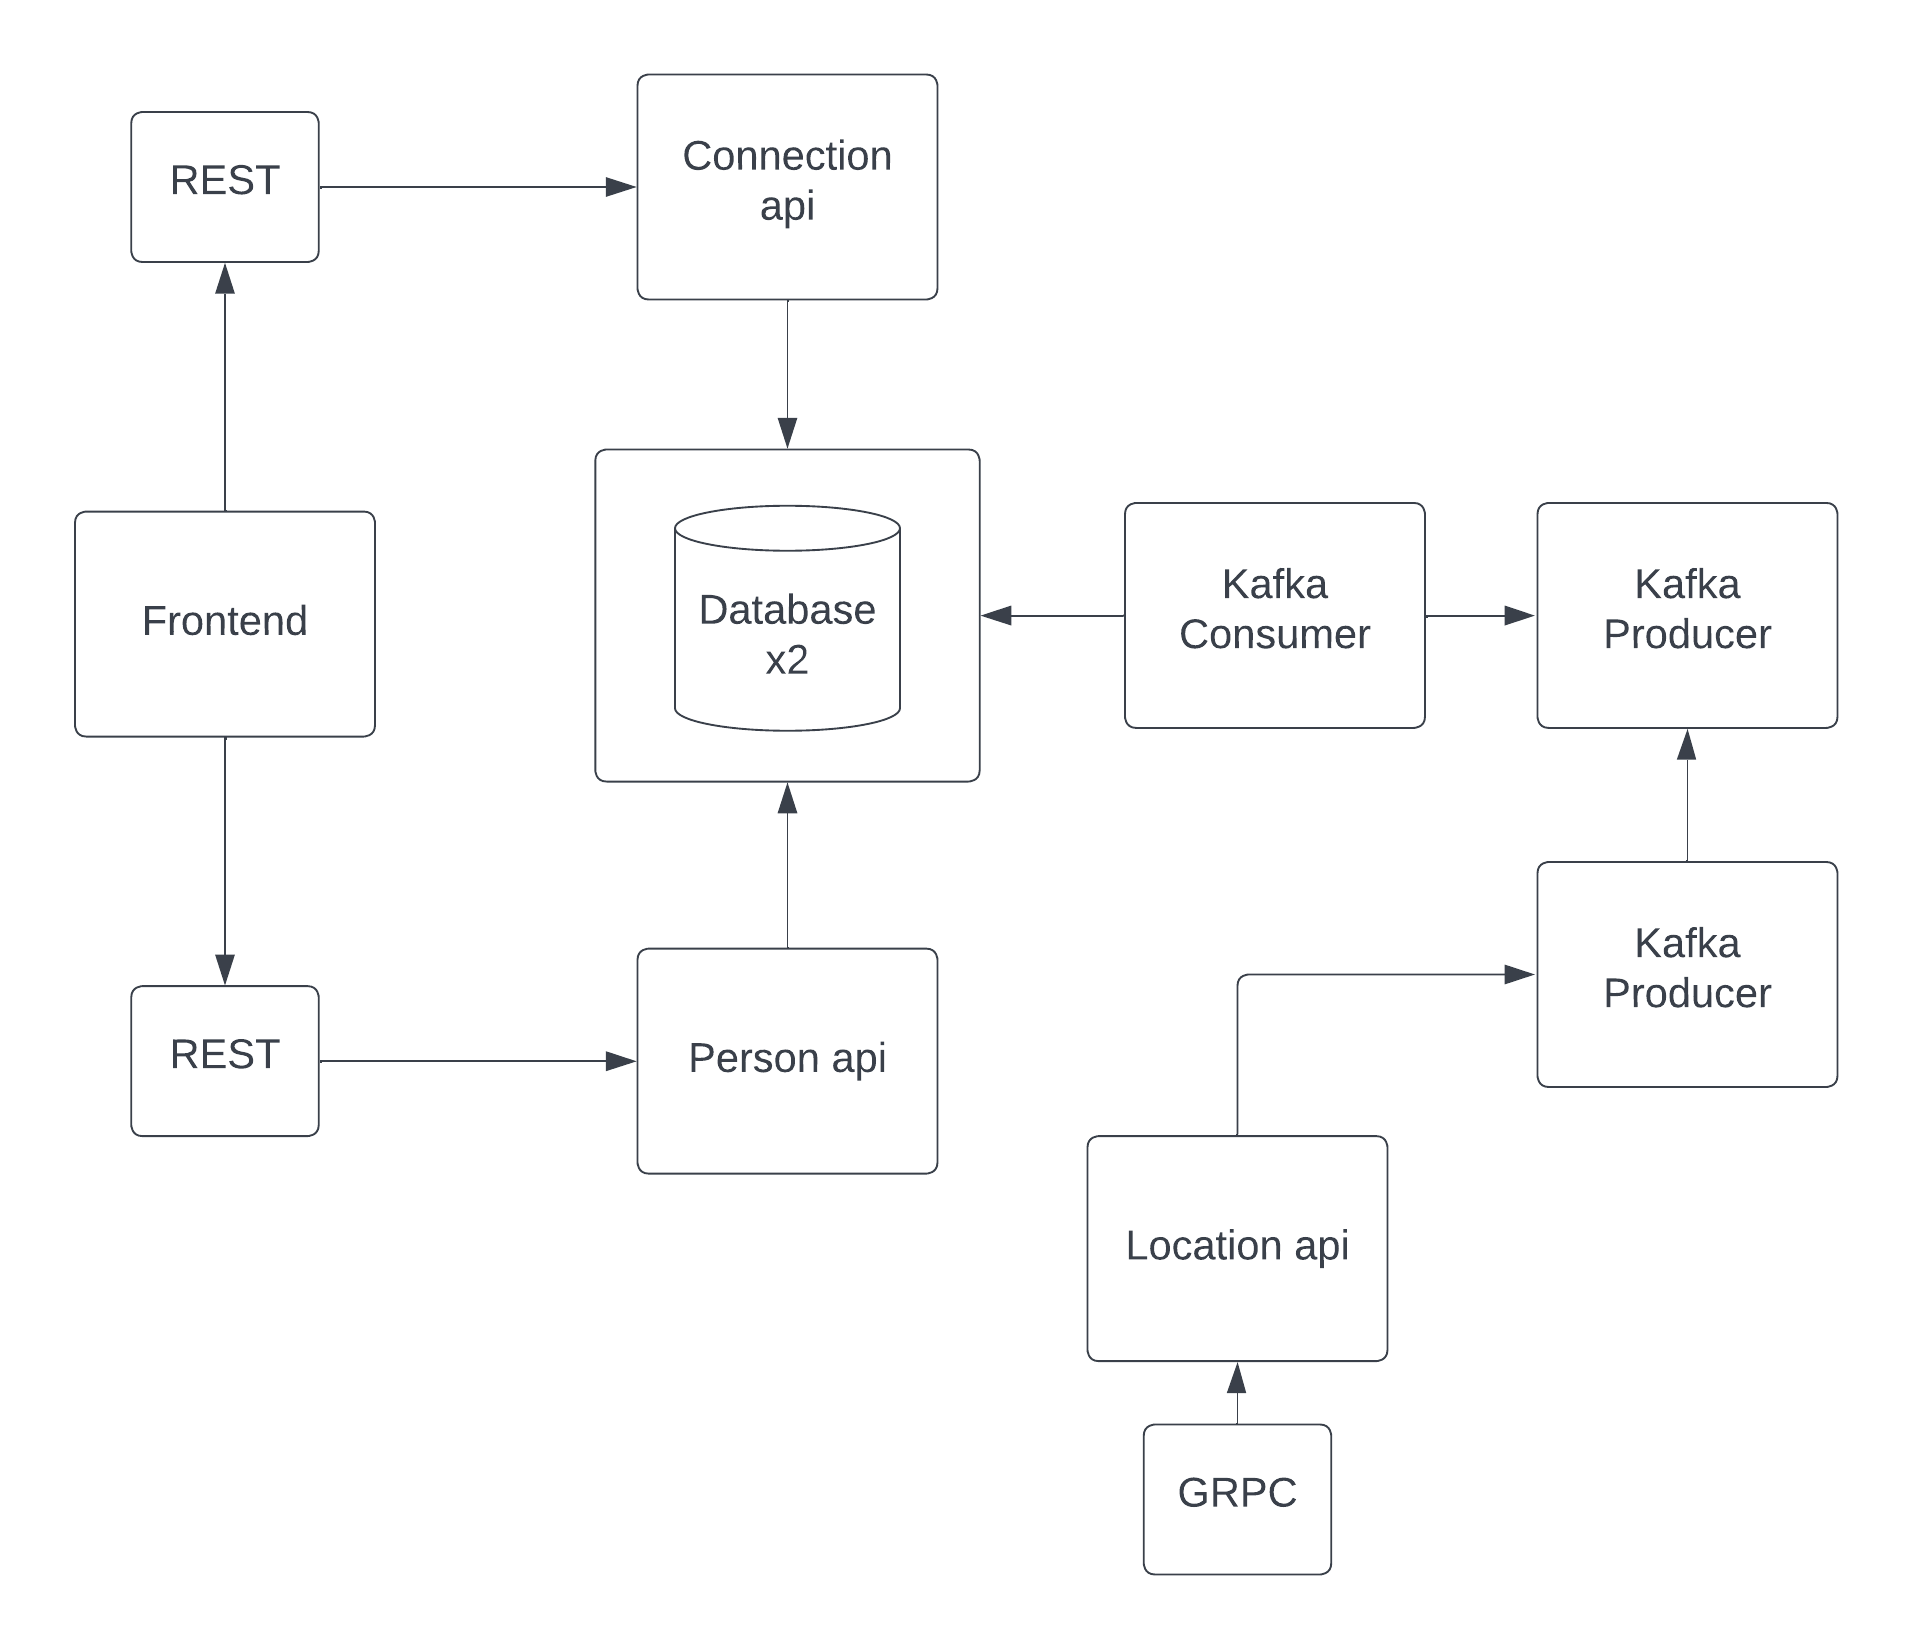 REST
Connection
api
Frontend
Database
x2
Kafka
Consumer
Kafka
Producer
Kafka
Producer
REST
Person api
Location api
GRPC